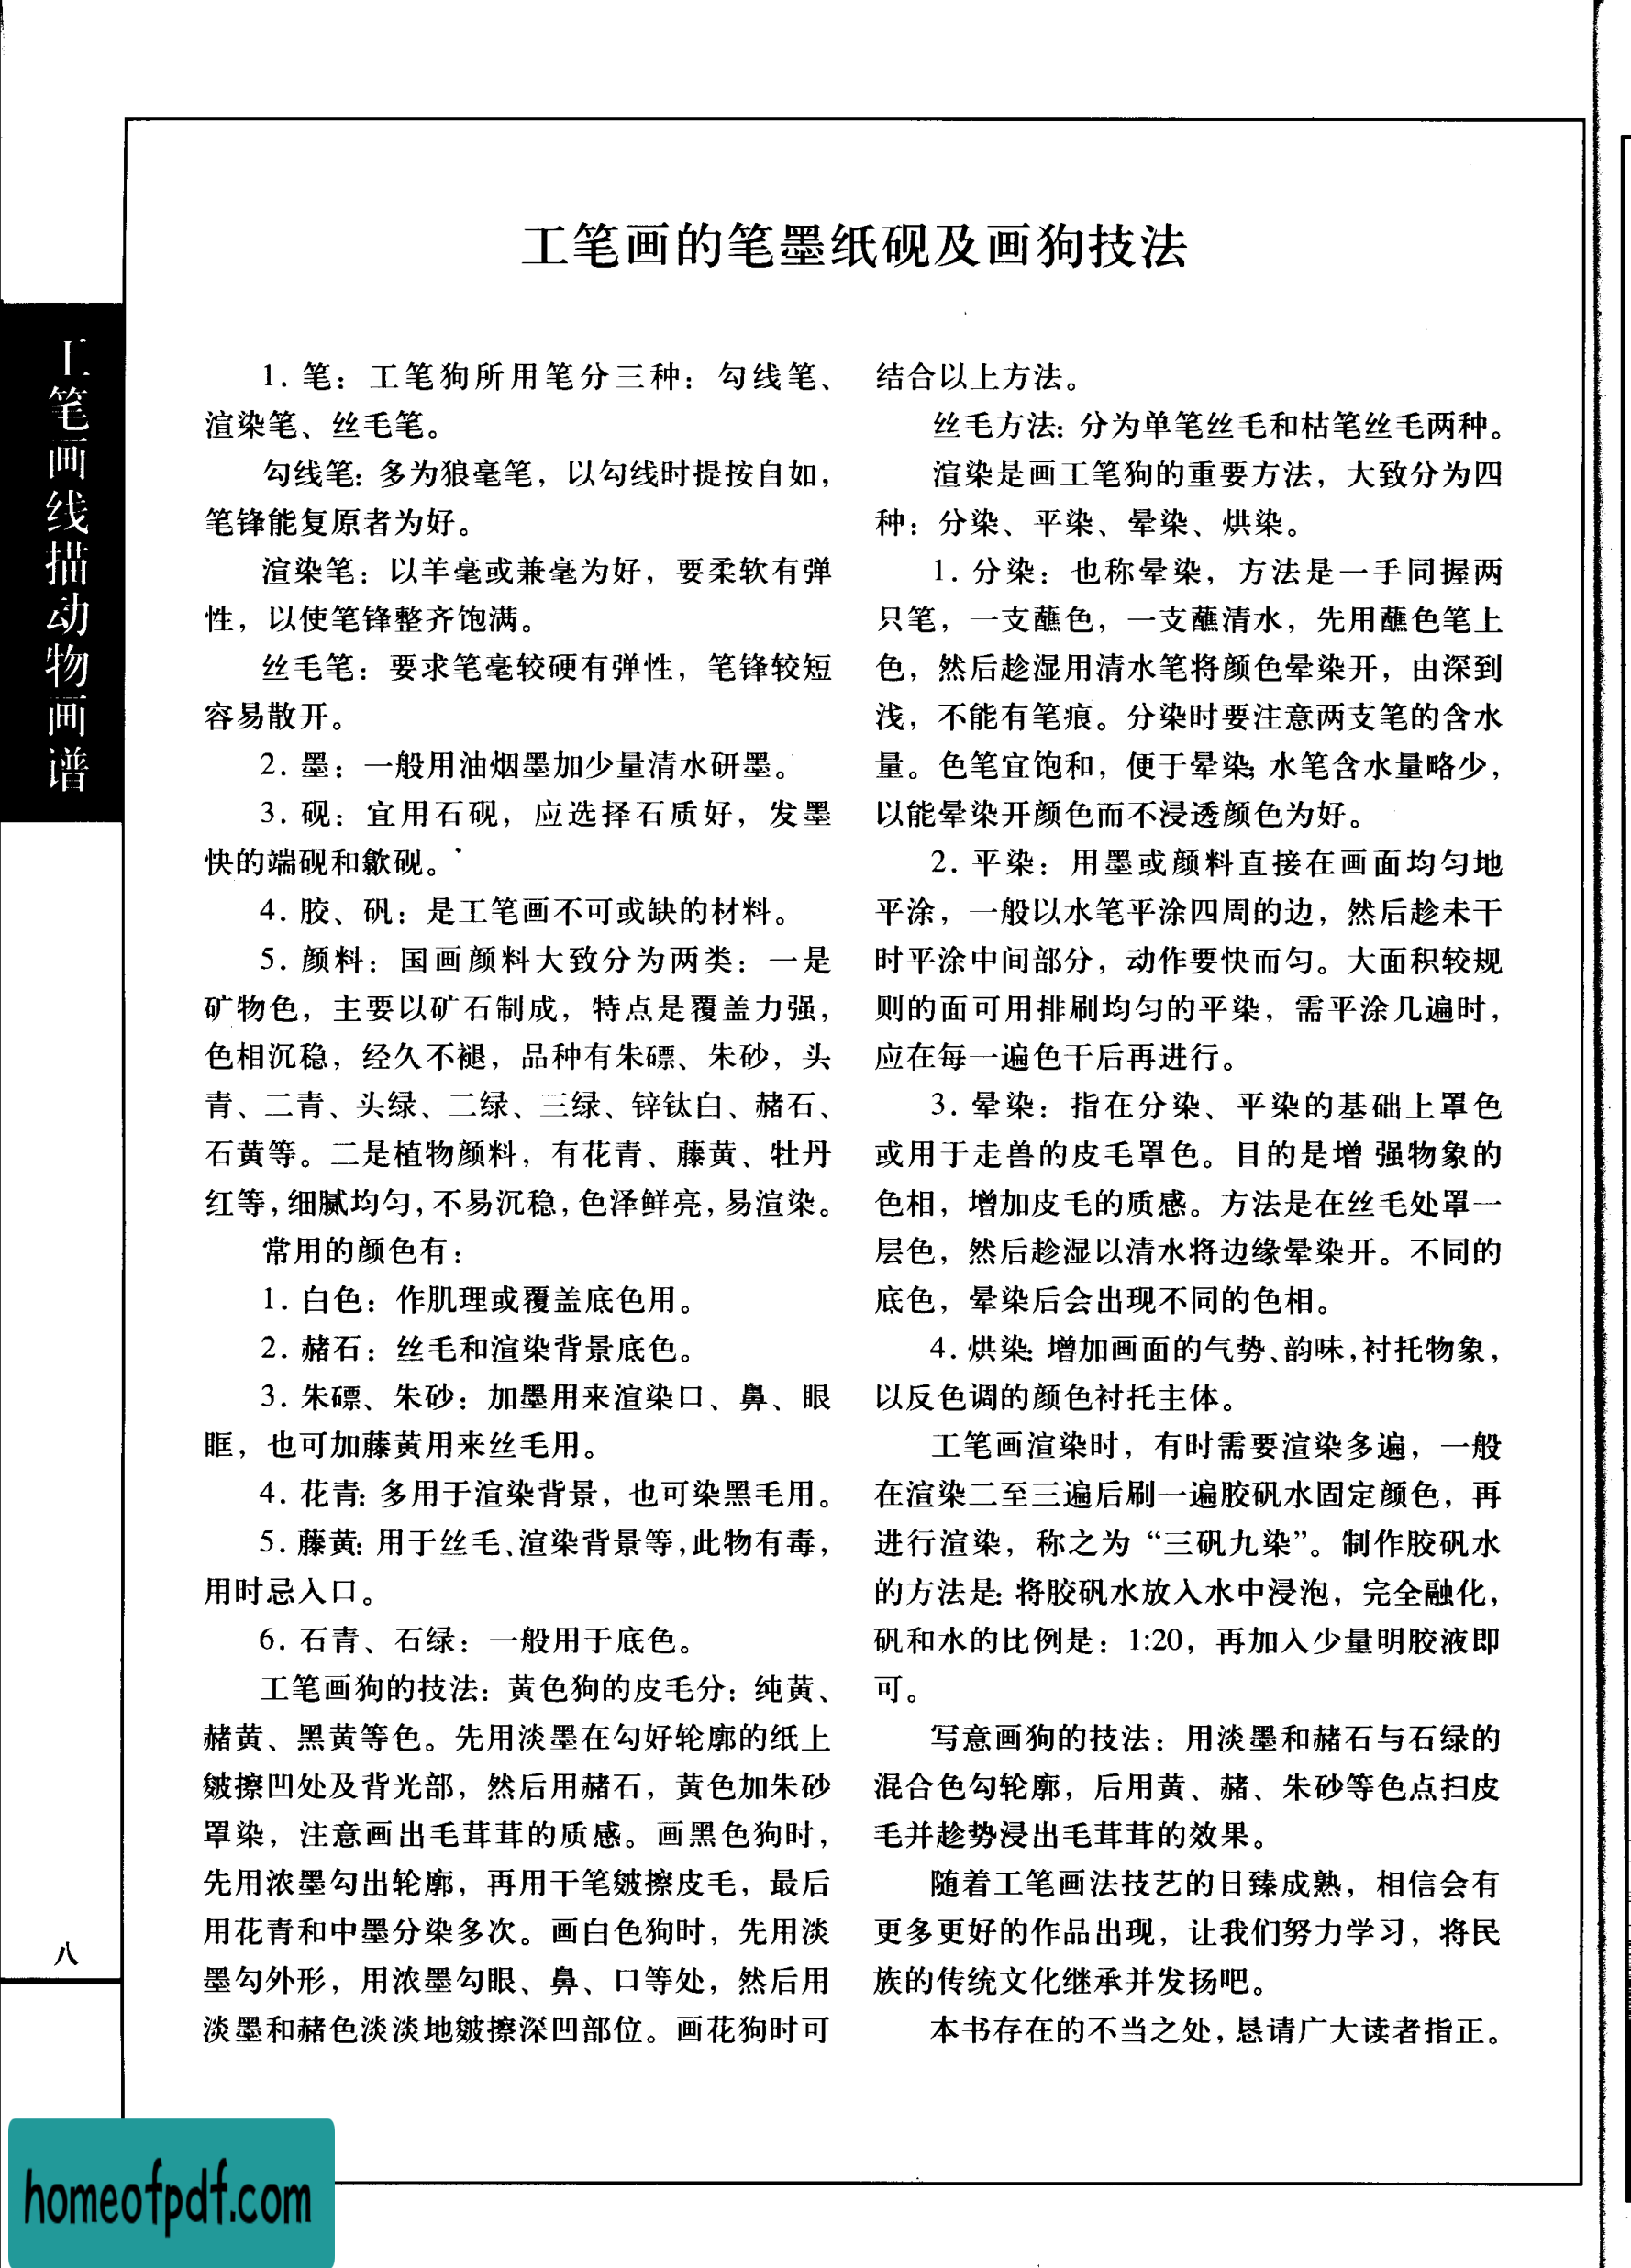 工笔画的笔墨纸砚及画狗技法
工笔画线描动物画谱
1. 笔：工笔狗所用笔分三种：勾线笔、
渲染笔、丝毛笔。
勾线笔：多为狼毫笔，以勾线时提按自如，
笔锋能复原者为好。
渲染笔：以羊毫或兼毫为好，要柔软有弹
性，以使笔锋整齐饱满。
丝毛笔：要求笔毫较硬有弹性，笔锋较短
容易散开。
2. 墨：一般用油烟墨加少量清水研墨。
3. 砚：宜用石砚，应选择石质好，发墨
快的端砚和歙砚。
4. 胶、矾：是工笔画不可或缺的材料。
5. 颜料：国画颜料大致分为两类：一是
矿物色，主要以矿石制成，特点是覆盖力强，
色相沉稳，经久不褪，品种有朱磦、朱砂，头
青、二青、头绿、二绿、三绿、锌钛白、赭石、
石黄等。二是植物颜料，有花青、藤黄、牡丹
红等，细腻均匀，不易沉稳，色泽鲜亮，易渲染。
常用的颜色有：
1. 白色：作肌理或覆盖底色用。
2. 赭石：丝毛和渲染背景底色。
3. 朱磦、朱砂：加墨用来渲染口、鼻、眼
眶，也可加藤黄用来丝毛用。
4. 花青：多用于渲染背景，也可染黑毛用。
5. 藤黄：用于丝毛、渲染背景等，此物有毒，
用时忌入口。
6. 石青、石绿：一般用于底色。
工笔画狗的技法：黄色狗的皮毛分：纯黄、
赭黄、黑黄等色。先用淡墨在勾好轮廓的纸上
皴擦凹处及背光部，然后用赭石，黄色加朱砂
罩染，注意画出毛茸茸的质感。画黑色狗时，
先用浓墨勾出轮廓，再用干笔皴擦皮毛，最后
用花青和中墨分染多次。画白色狗时，先用淡
墨勾外形，用浓墨勾眼、鼻、口等处，然后用
淡墨和赭色淡淡地皴擦深凹部位。画花狗时可
结合以上方法。
丝毛方法：分为单笔丝毛和枯笔丝毛两种。
渲染是画工笔狗的重要方法，大致分为四
种：分染、平染、晕染、烘染。
1. 分染：也称晕染，方法是一手同握两
只笔，一支蘸色，一支蘸清水，先用蘸色笔上
色，然后趁湿用清水笔将颜色晕染开，由深到
浅，不能有笔痕。分染时要注意两支笔的含水
量。色笔宜饱和，便于晕染；水笔含水量略少，
以能晕染开颜色而不浸透颜色为好。
2. 平染：用墨或颜料直接在画面均匀地
平涂，一般以水笔平涂四周的边，然后趁未干
时平涂中间部分，动作要快而匀。大面积较规
则的面可用排刷均匀的平染，需平涂几遍时，
应在每一遍色干后再进行。
3. 晕染：指在分染、平染的基础上罩色
或用于走兽的皮毛罩色。目的是增 强物象的
色相，增加皮毛的质感。方法是在丝毛处罩一
层色，然后趁湿以清水将边缘晕染开。不同的
底色，晕染后会出现不同的色相。
4. 烘染：增加画面的气势、韵味，衬托物象，
以反色调的颜色衬托主体。
工笔画渲染时，有时需要渲染多遍，一般
在渲染二至三遍后刷一遍胶矾水固定颜色，再
进行渲染，称之为“三矾九染”。制作胶矾水
的方法是：将胶矾水放入水中浸泡，完全融化，
矾和水的比例是：1:20，再加入少量明胶液即
可。
写意画狗的技法：用淡墨和赭石与石绿的
混合色勾轮廓，后用黄、赭、朱砂等色点扫皮
毛并趁势浸出毛茸茸的效果。
随着工笔画法技艺的日臻成熟，相信会有
更多更好的作品出现，让我们努力学习，将民
族的传统文化继承并发扬吧。
本书存在的不当之处，恳请广大读者指正。
八
homeofpdf.com